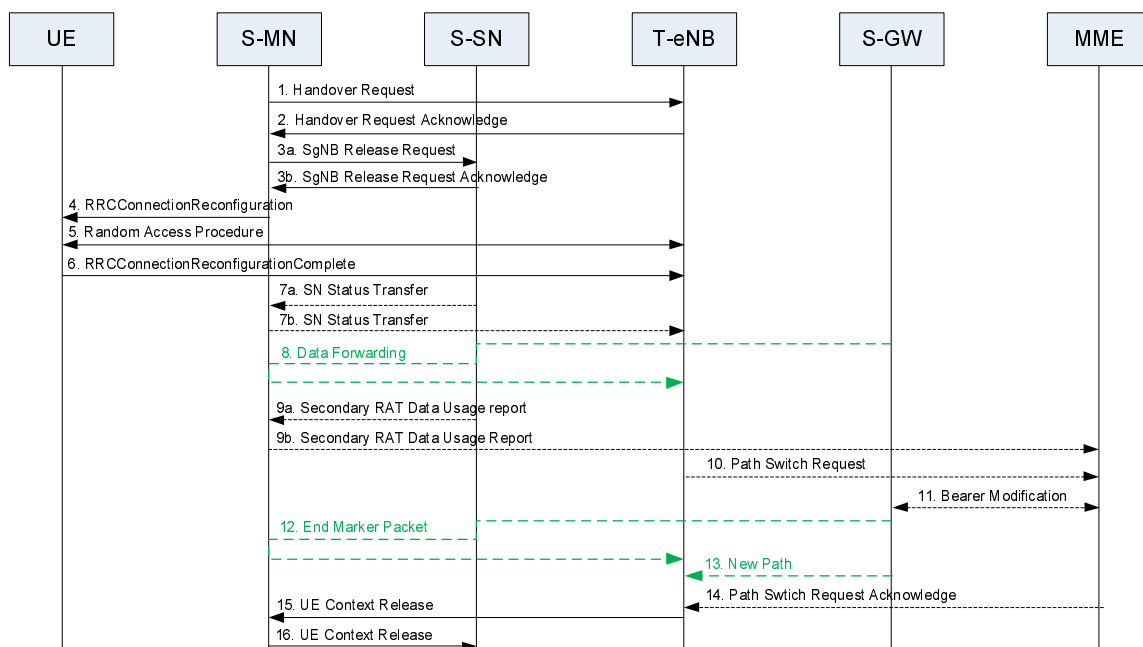 UE
S-MN
S-SN
T-eNB
S-GW
MME
1. Handover Request
2. Handover Request Acknowledge
3a. SgNB Release Request
3b. SgNB Release Request Acknowledge
4. RRCConnectionReconfiguration
5. Random Access Procedure
6. RRCConnectionReconfigurationComplete
7a. SN Status Transfer
7b. SN Status Transfer
8. Data Forwarding
9a. Secondary RAT Data Usage report
9b. Secondary RAT Data Usage Report
10. Path Switch Request
11. Bearer Modification
12. End Marker Packet
13. New Path
14. Path Swtich Request Acknowledge
15. UE Context Release
16. UE Context Release